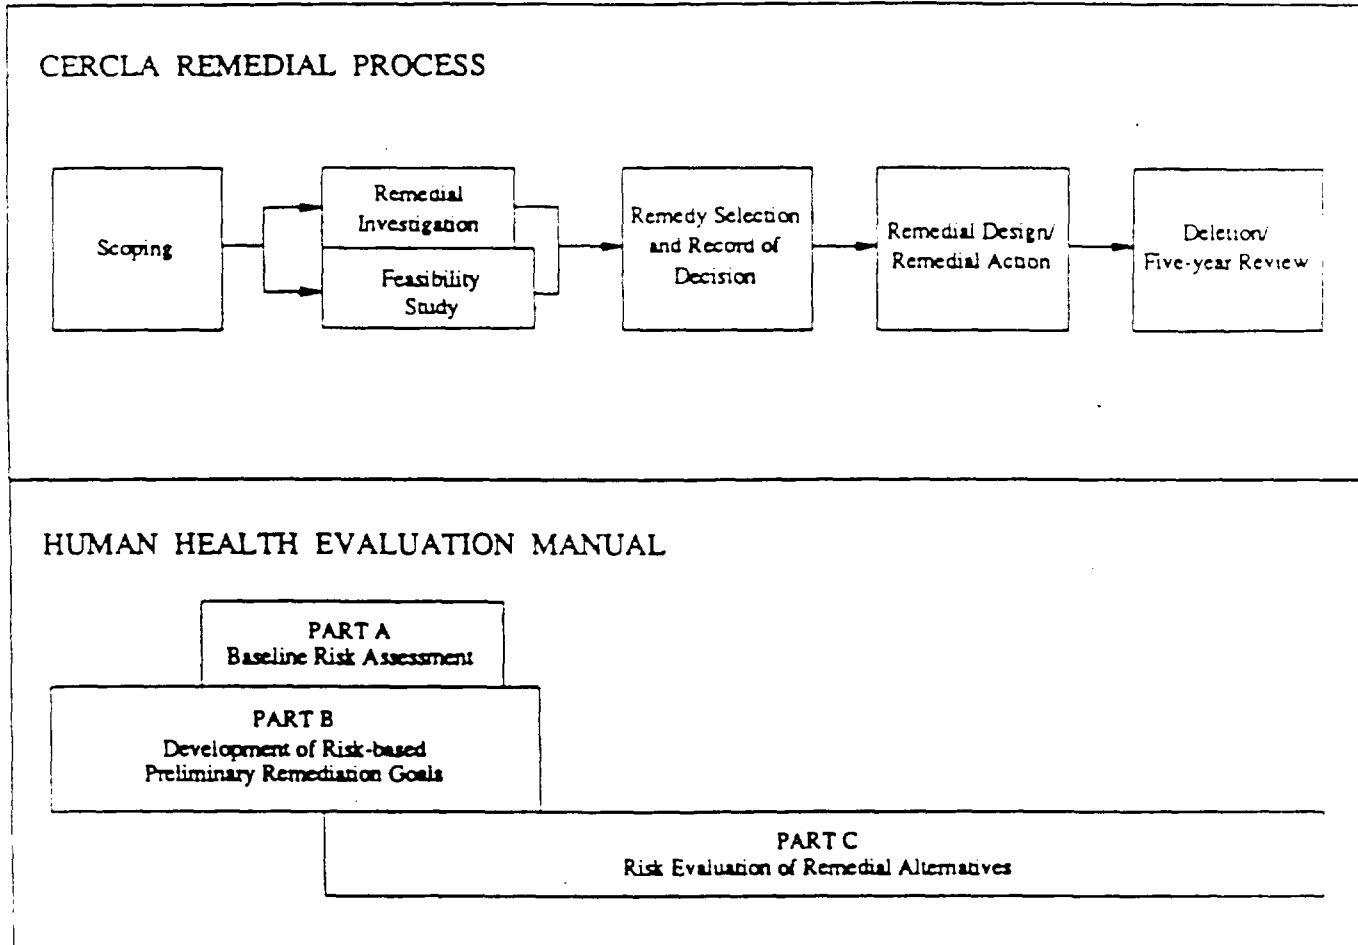 CERCLA REMEDIAL PROCESS
Scoping
Remedial
Investigation
Feasibility
Study
Remedy Selection
and Record of
Decision
Remedial Design/
Remedial Action
Deletion/
Five-year Review
HUMAN HEALTH EVALUATION MANUAL
PART A
Baseline Risk Assessment
PART B
Development of Risk-based
Preliminary Remediation Goals
PART C
Risk Evaluation of Remedial Alternatives